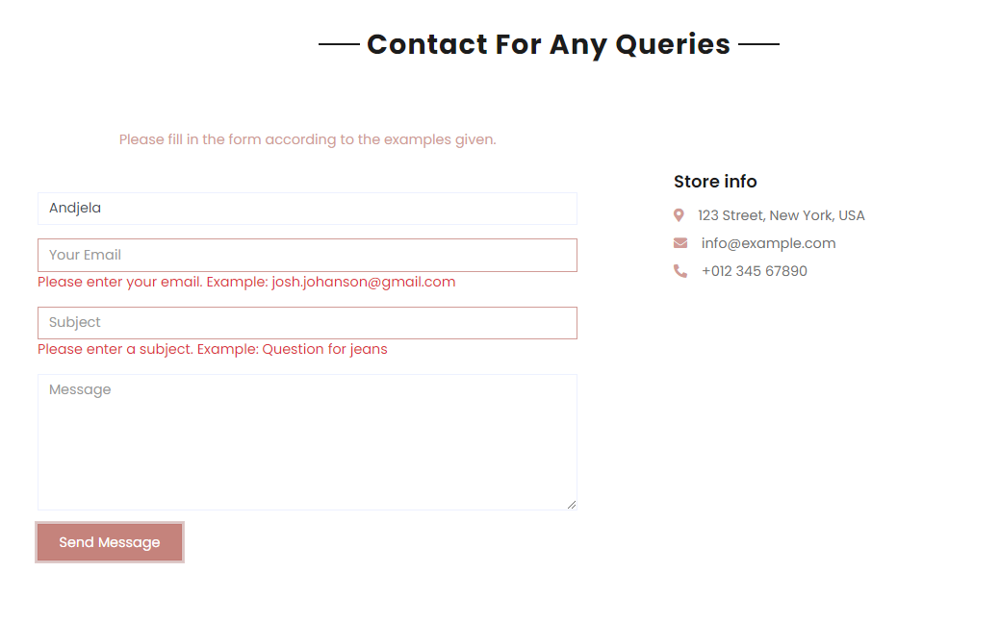 Contact For Any Queries
Please fill in the form according to the examples given.
Andjela
Your Email
Please enter your email. Example: josh.johanson@gmail.com
Subject
Please enter a subject. Example: Question for jeans
Message
Send Message
Store info
123 Street, New York, USA
info@example.com
+012 345 67890